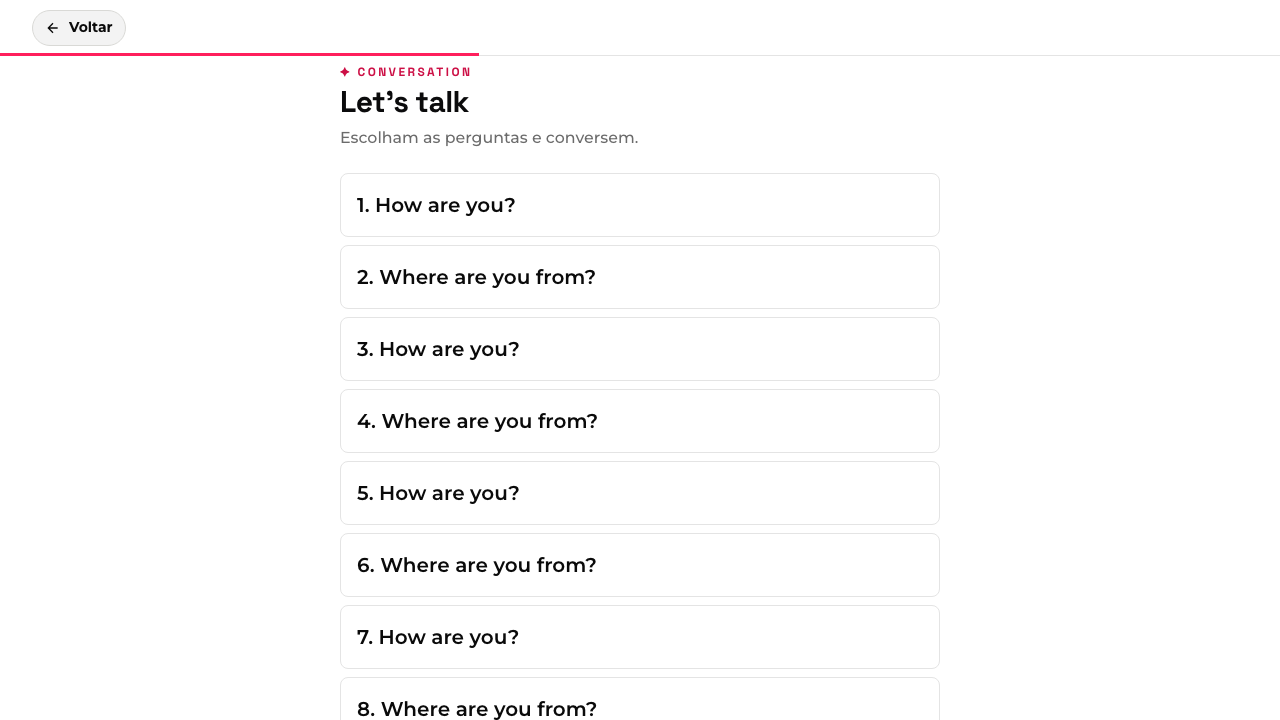 Voltar
CONVERSATION
Let's talk
Escolham as perguntas e conversem.
1. How are you?
2. Where are you from?
3. How are you?
4. Where are you from?
5. How are you?
6. Where are you from?
7. How are you?
8. Where are you from?